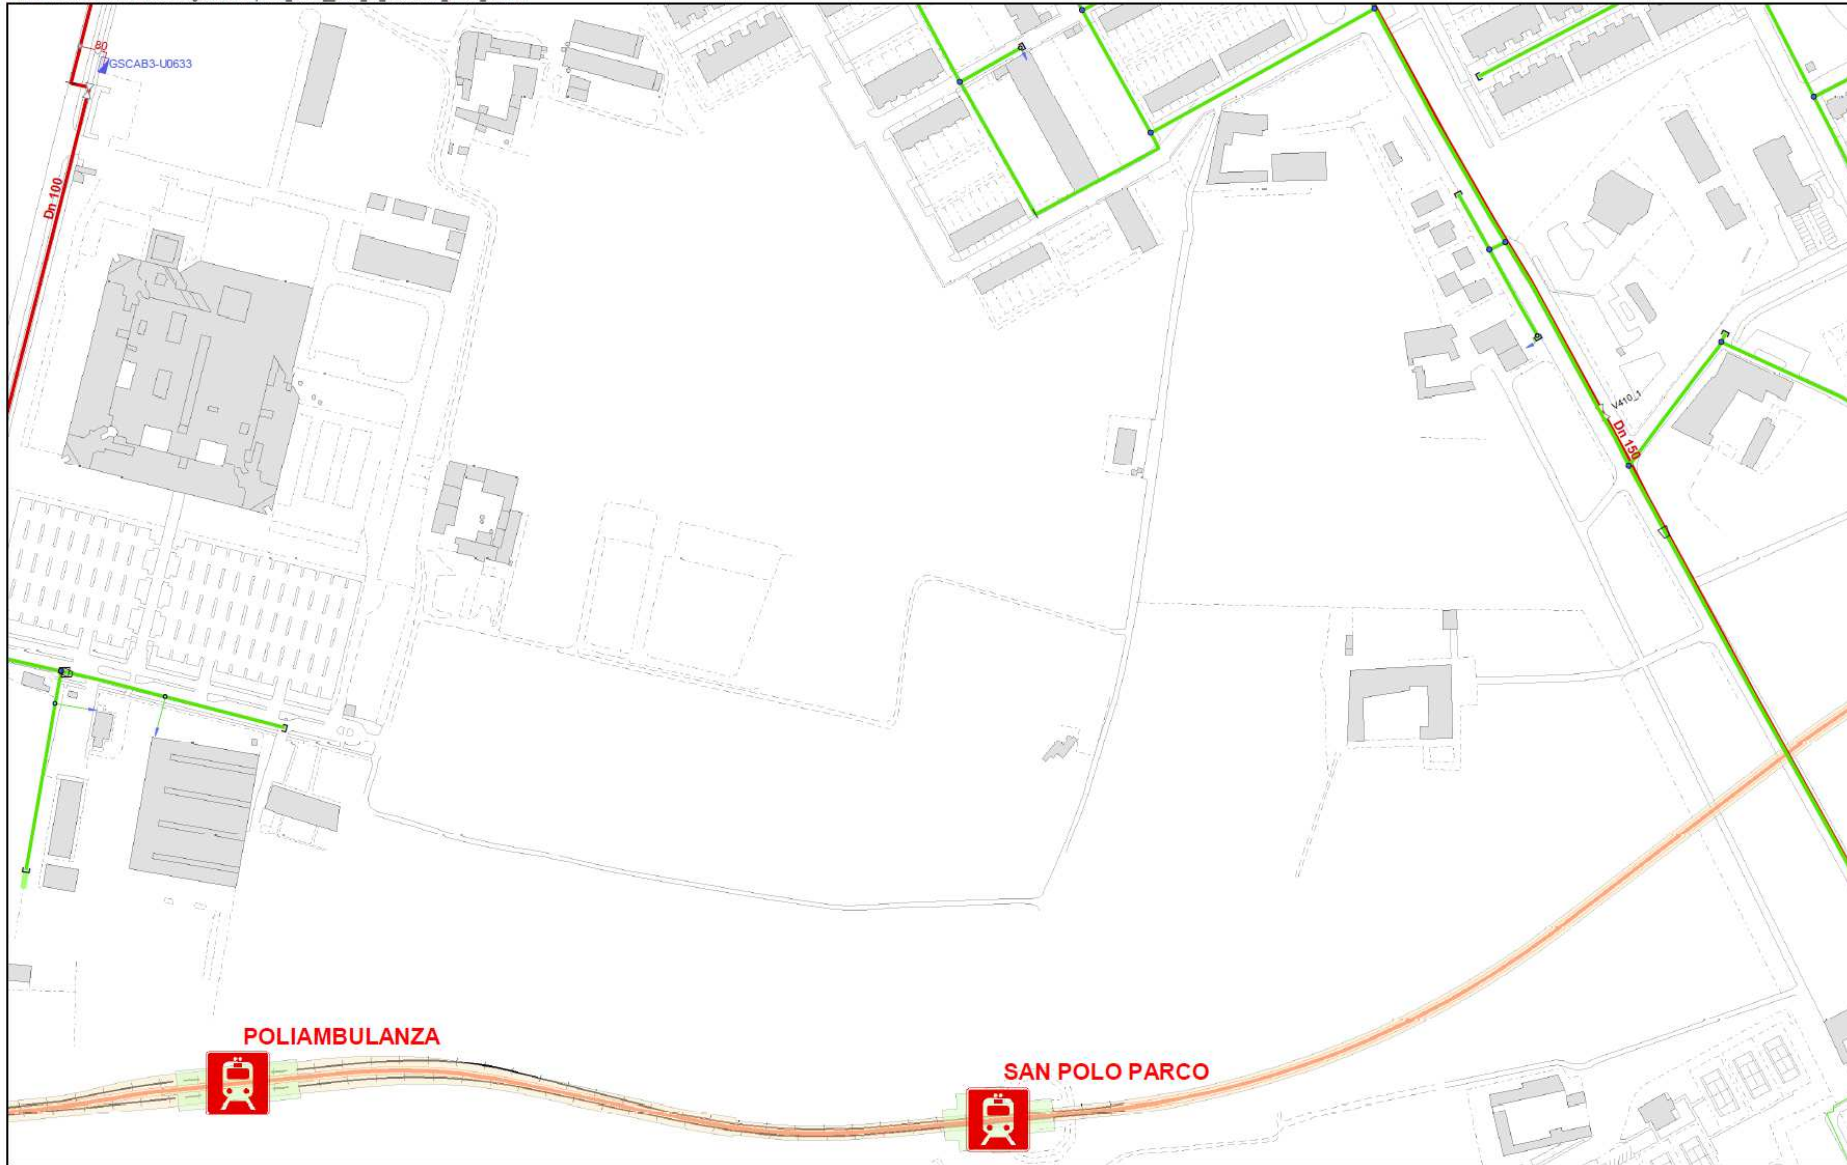 80
GSCAB3-U0633
Dn 100
V410_1
Dn 150
POLIAMBULANZA
SAN POLO PARCO